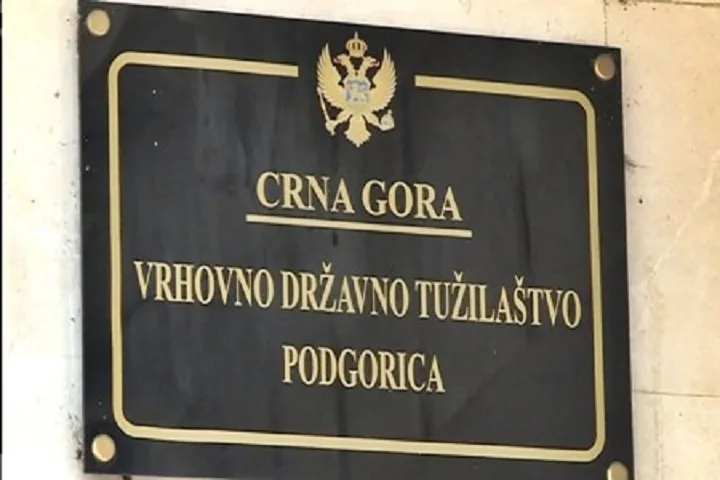 CRNA GORA
VRHOVNO DRŽAVNO TUŽILAŠTVO
PODGORICA